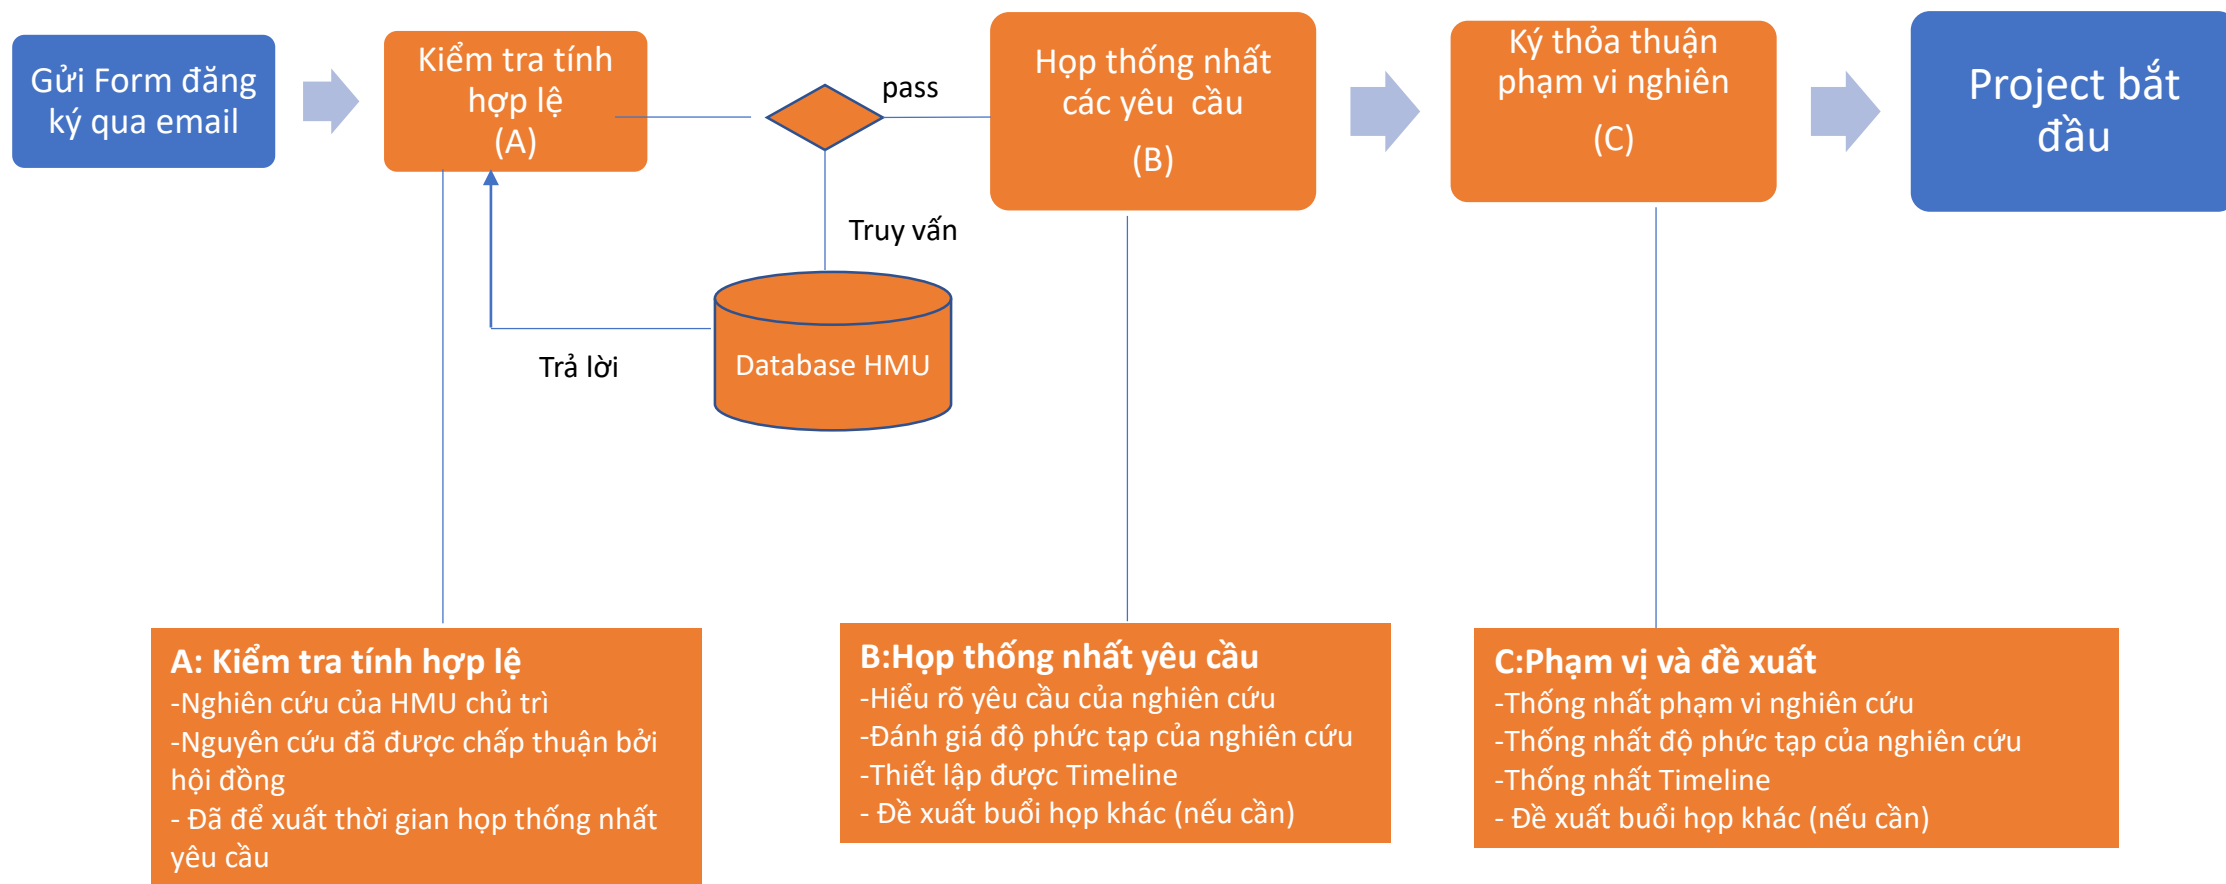 Gửi Form đăng
ký qua email
Kiểm tra tính
hợp lệ
(A)
pass
Họp thống nhất
các yêu  cầu
(B)
Ký thỏa thuận
phạm vi nghiên
(C)
Project bắt
đầu
Truy vấn
Trả lời
Database HMU
A: Kiểm tra tính hợp lệ
-Nghiên cứu của HMU chủ trì
-Nguyên cứu đã được chấp thuận bởi
hội đồng
- Đã để xuất thời gian họp thống nhất
yêu cầu
B:Họp thống nhất yêu cầu
-Hiểu rõ yêu cầu của nghiên cứu
-Đánh giá độ phức tạp của nghiên cứu
-Thiết lập được Timeline
- Đề xuất buổi họp khác (nếu cần)
C:Phạm vị và đề xuất
-Thống nhất phạm vi nghiên cứu
-Thống nhất độ phức tạp của nghiên cứu
-Thống nhất Timeline
- Đề xuất buổi họp khác (nếu cần)